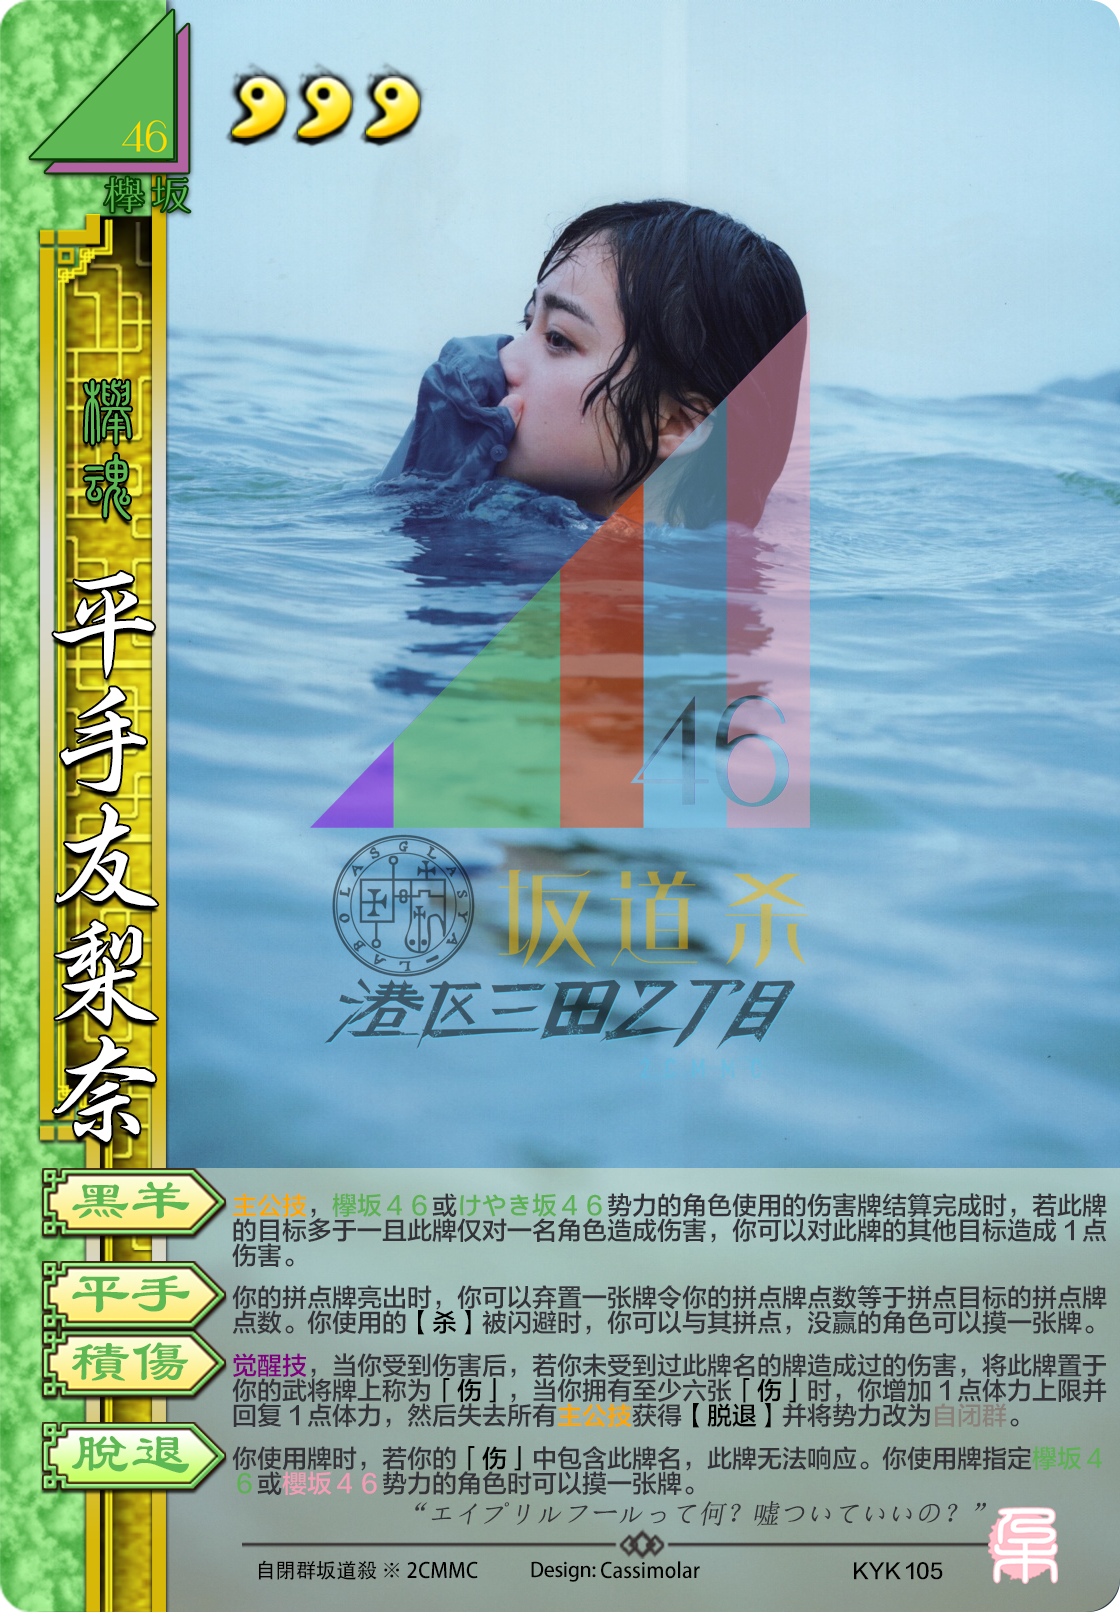 46
欅坂
欅魂
平手友梨奈
46
GLASYA-LABOLAS
坂道杀
港区三田2丁目
黑羊
主公技，欅坂４６或けやき坂４６势力的角色使用的伤害牌结算完成时，若此牌
的目标多于一且此牌仅对一名角色造成伤害，你可以对此牌的其他目标造成１点
伤害。
平手
你的拼点牌亮出时，你可以弃置一张牌令你的拼点牌点数等于拼点目标的拼点牌
点数。你使用的【杀】被闪避时，你可以与其拼点，没赢的角色可以摸一张牌。
積傷
觉醒技，当你受到伤害后，若你未受到过此牌名的牌造成过的伤害，将此牌置于
你的武将牌上称为「伤」，当你拥有至少六张「伤」时，你增加１点体力上限并
回复１点体力，然后失去所有主公技获得【脱退】并将势力改为自闭群。
脫退
你使用牌时，若你的「伤」中包含此牌名，此牌无法响应。你使用牌指定欅坂４
６或櫻坂４６势力的角色时可以摸一张牌。
“エイプリルフールって何？嘘ついていいの？”
自閉群坂道殺 ※ 2CMMC Design: Cassimolar KYK 105